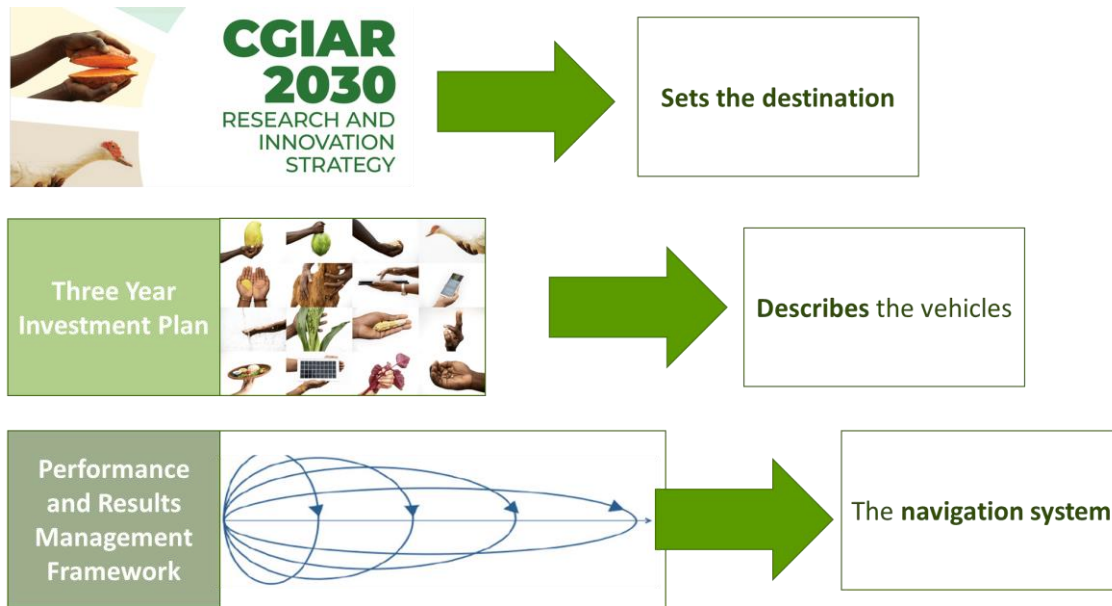 CGIAR
2030
RESEARCH AND
INNOVATION
STRATEGY
Sets the destination
Three Year
Investment Plan
Describes the vehicles
Performance
and Results
Management
Framework
The navigation system